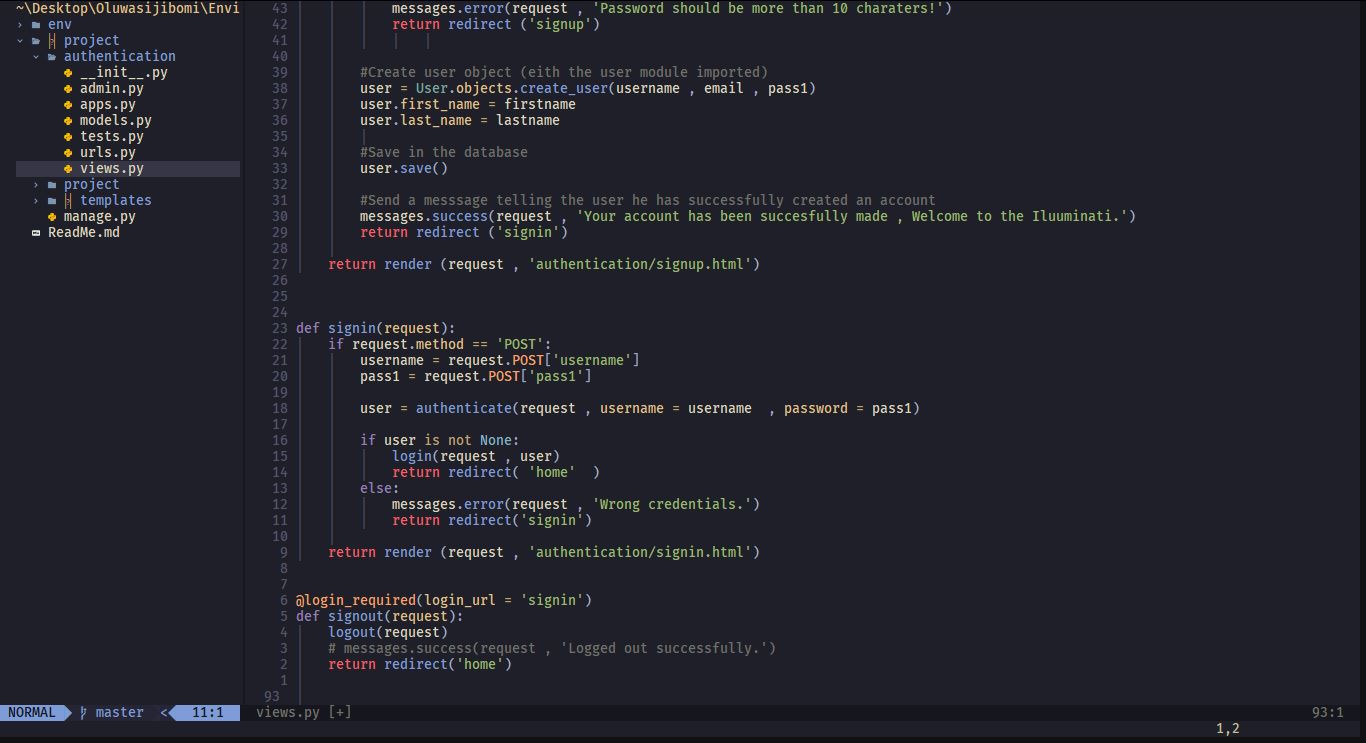 ~\Desktop\Oluwasijibomi\Envi
env
project
authentication
__init__.py
admin.py
apps.py
models.py
tests.py
urls.py
views.py
project
templates
manage.py
ReadMe.md
43 messages.error(request , 'Password should be more than 10 charaters!')
42 return redirect ('signup')
41
40
39 #Create user object (eith the user module imported)
38 user = User.objects.create_user(username , email , pass1)
37 user.first_name = firstname
36 user.last_name = lastname
35
34 #Save in the database
33 user.save()
32
31 #Send a messsage telling the user he has successfully created an account
30 messages.success(request , 'Your account has been succesfully made , Welcome to the Iluuminati.')
29 return redirect ('signin')
28
27 return render (request , 'authentication/signup.html')
26
25
24
23 def signin(request):
22 if request.method == 'POST':
21 username = request.POST['username']
20 pass1 = request.POST['pass1']
19
18 user = authenticate(request , username = username  , password = pass1)
17
16 if user is not None:
15 login(request , user)
14 return redirect( 'home'  )
13 else:
12 messages.error(request , 'Wrong credentials.')
11 return redirect('signin')
10
9 return render (request , 'authentication/signin.html')
8
7
6 @login_required(login_url = 'signin')
5 def signout(request):
4 logout(request)
3 # messages.success(request , 'Logged out successfully.')
2 return redirect('home')
1
93
NORMAL master < 11:1 views.py [+] 93:1
1,2